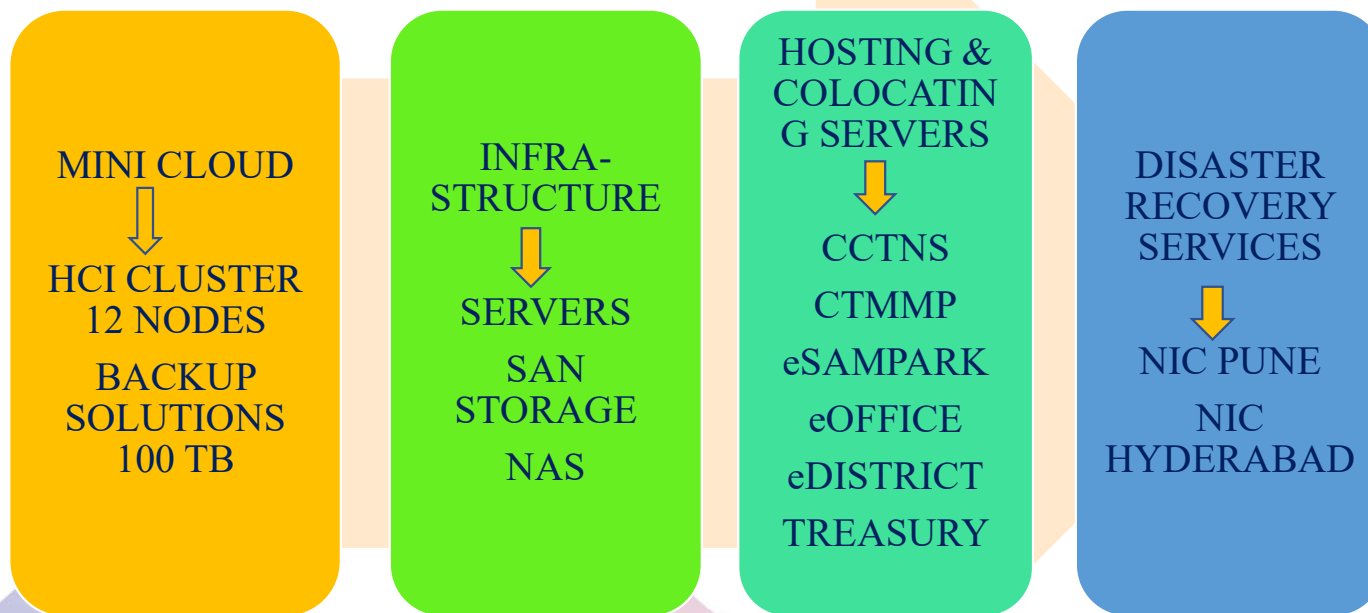 MINI CLOUD
HCI CLUSTER
12 NODES
BACKUP
SOLUTIONS
100 TB
INFRA-
STRUCTURE
SERVERS
SAN
STORAGE
NAS
HOSTING &
COLOCATIN
G SERVERS
CCTNS
CTMMP
eSAMPARK
eOFFICE
eDISTRICT
TREASURY
DISASTER
RECOVERY
SERVICES
NIC PUNE
NIC
HYDERABAD